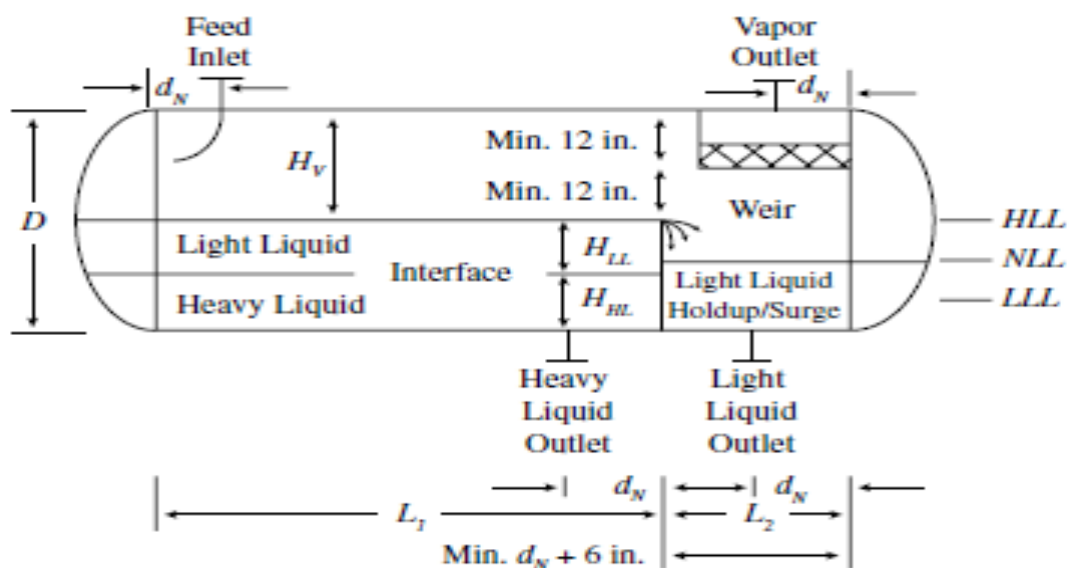 Feed
Inlet
Vapor
Outlet
d_N
d_N
Min. 12 in.
H_V
Min. 12 in.
D
Weir
HLL
Light Liquid
H_LL
NLL
Interface
Light Liquid
Holdup/Surge
Heavy Liquid
H_HL
LLL
Heavy
Liquid
Outlet
Light
Liquid
Outlet
d_N
d_N
L_1
L_2
Min. d_N + 6 in.